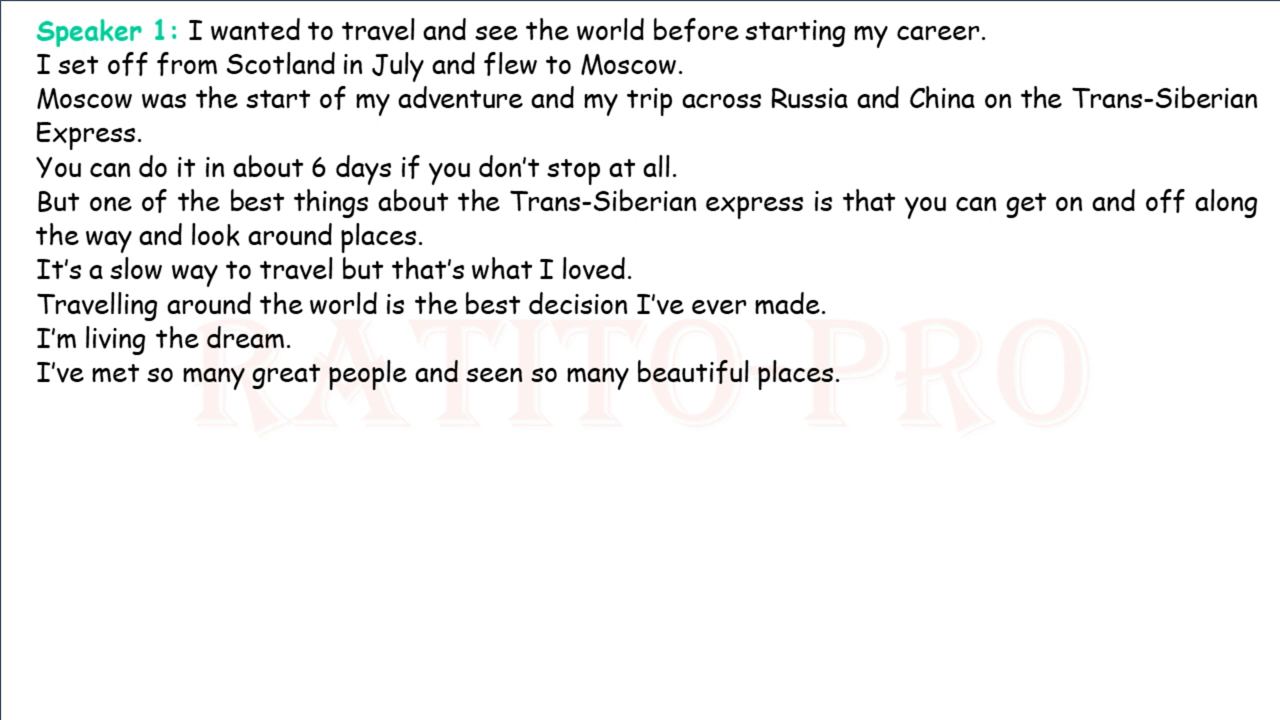 Speaker 1: I wanted to travel and see the world before starting my career.
I set off from Scotland in July and flew to Moscow.
Moscow was the start of my adventure and my trip across Russia and China on the Trans-Siberian
Express.
You can do it in about 6 days if you don't stop at all.
But one of the best things about the Trans-Siberian express is that you can get on and off along
the way and look around places.
It's a slow way to travel but that's what I loved.
Travelling around the world is the best decision I've ever made.
I'm living the dream.
I've met so many great people and seen so many beautiful places.
RATITO PRO